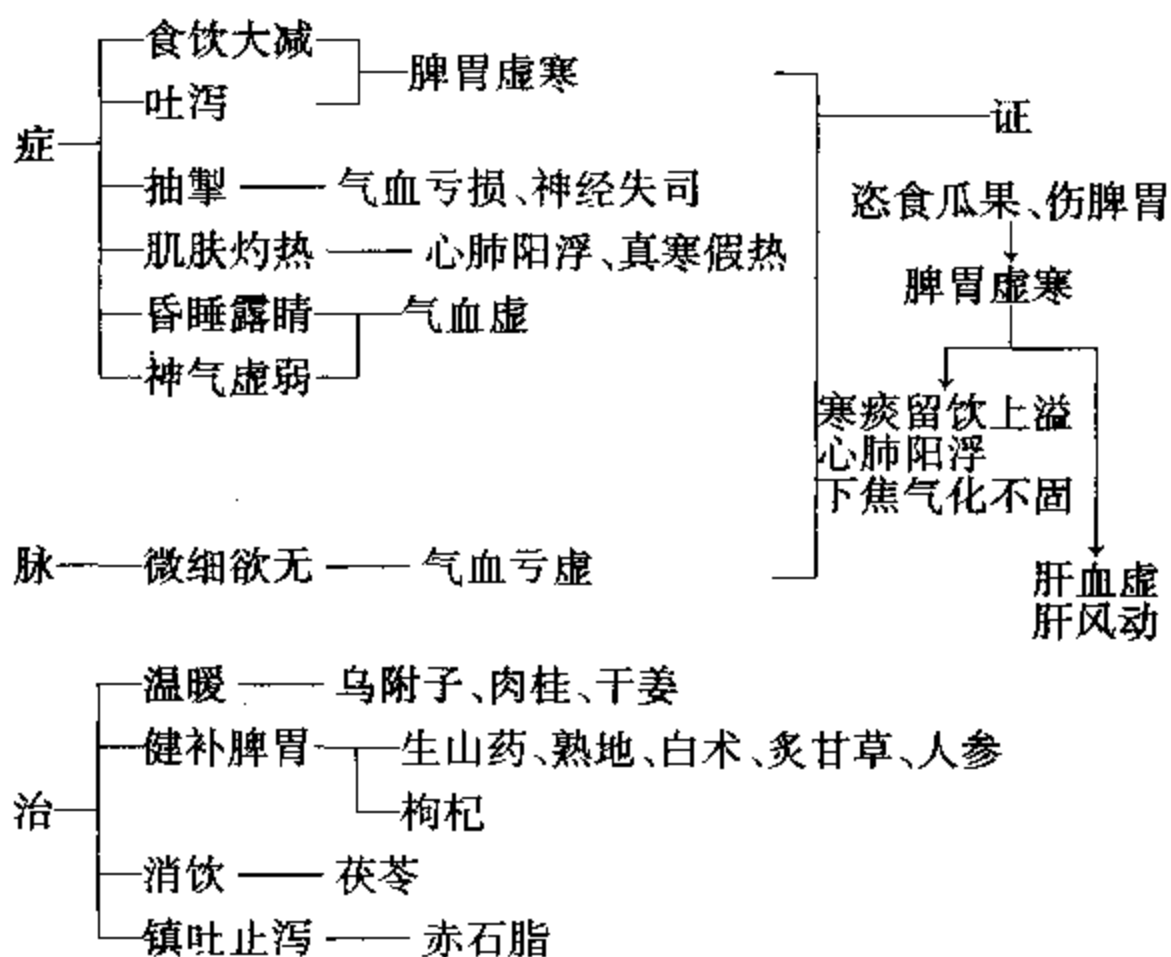 食饮大减
脾胃虚寒
吐泻
症
证
抽掣 气血亏损、神经失司
恣食瓜果、伤脾胃
肌肤灼热 心肺阳浮、真寒假热
脾胃虚寒
昏睡露睛 气血虚
神气虚弱
寒痰留饮上溢
心肺阳浮
下焦气化不固
脉 微细欲无 气血亏虚
肝血虚
肝风动
温暖 乌附子、肉桂、干姜
健补脾胃 生山药、熟地、白术、炙甘草、人参
治
枸杞
消饮 茯苓
镇吐止泻 赤石脂